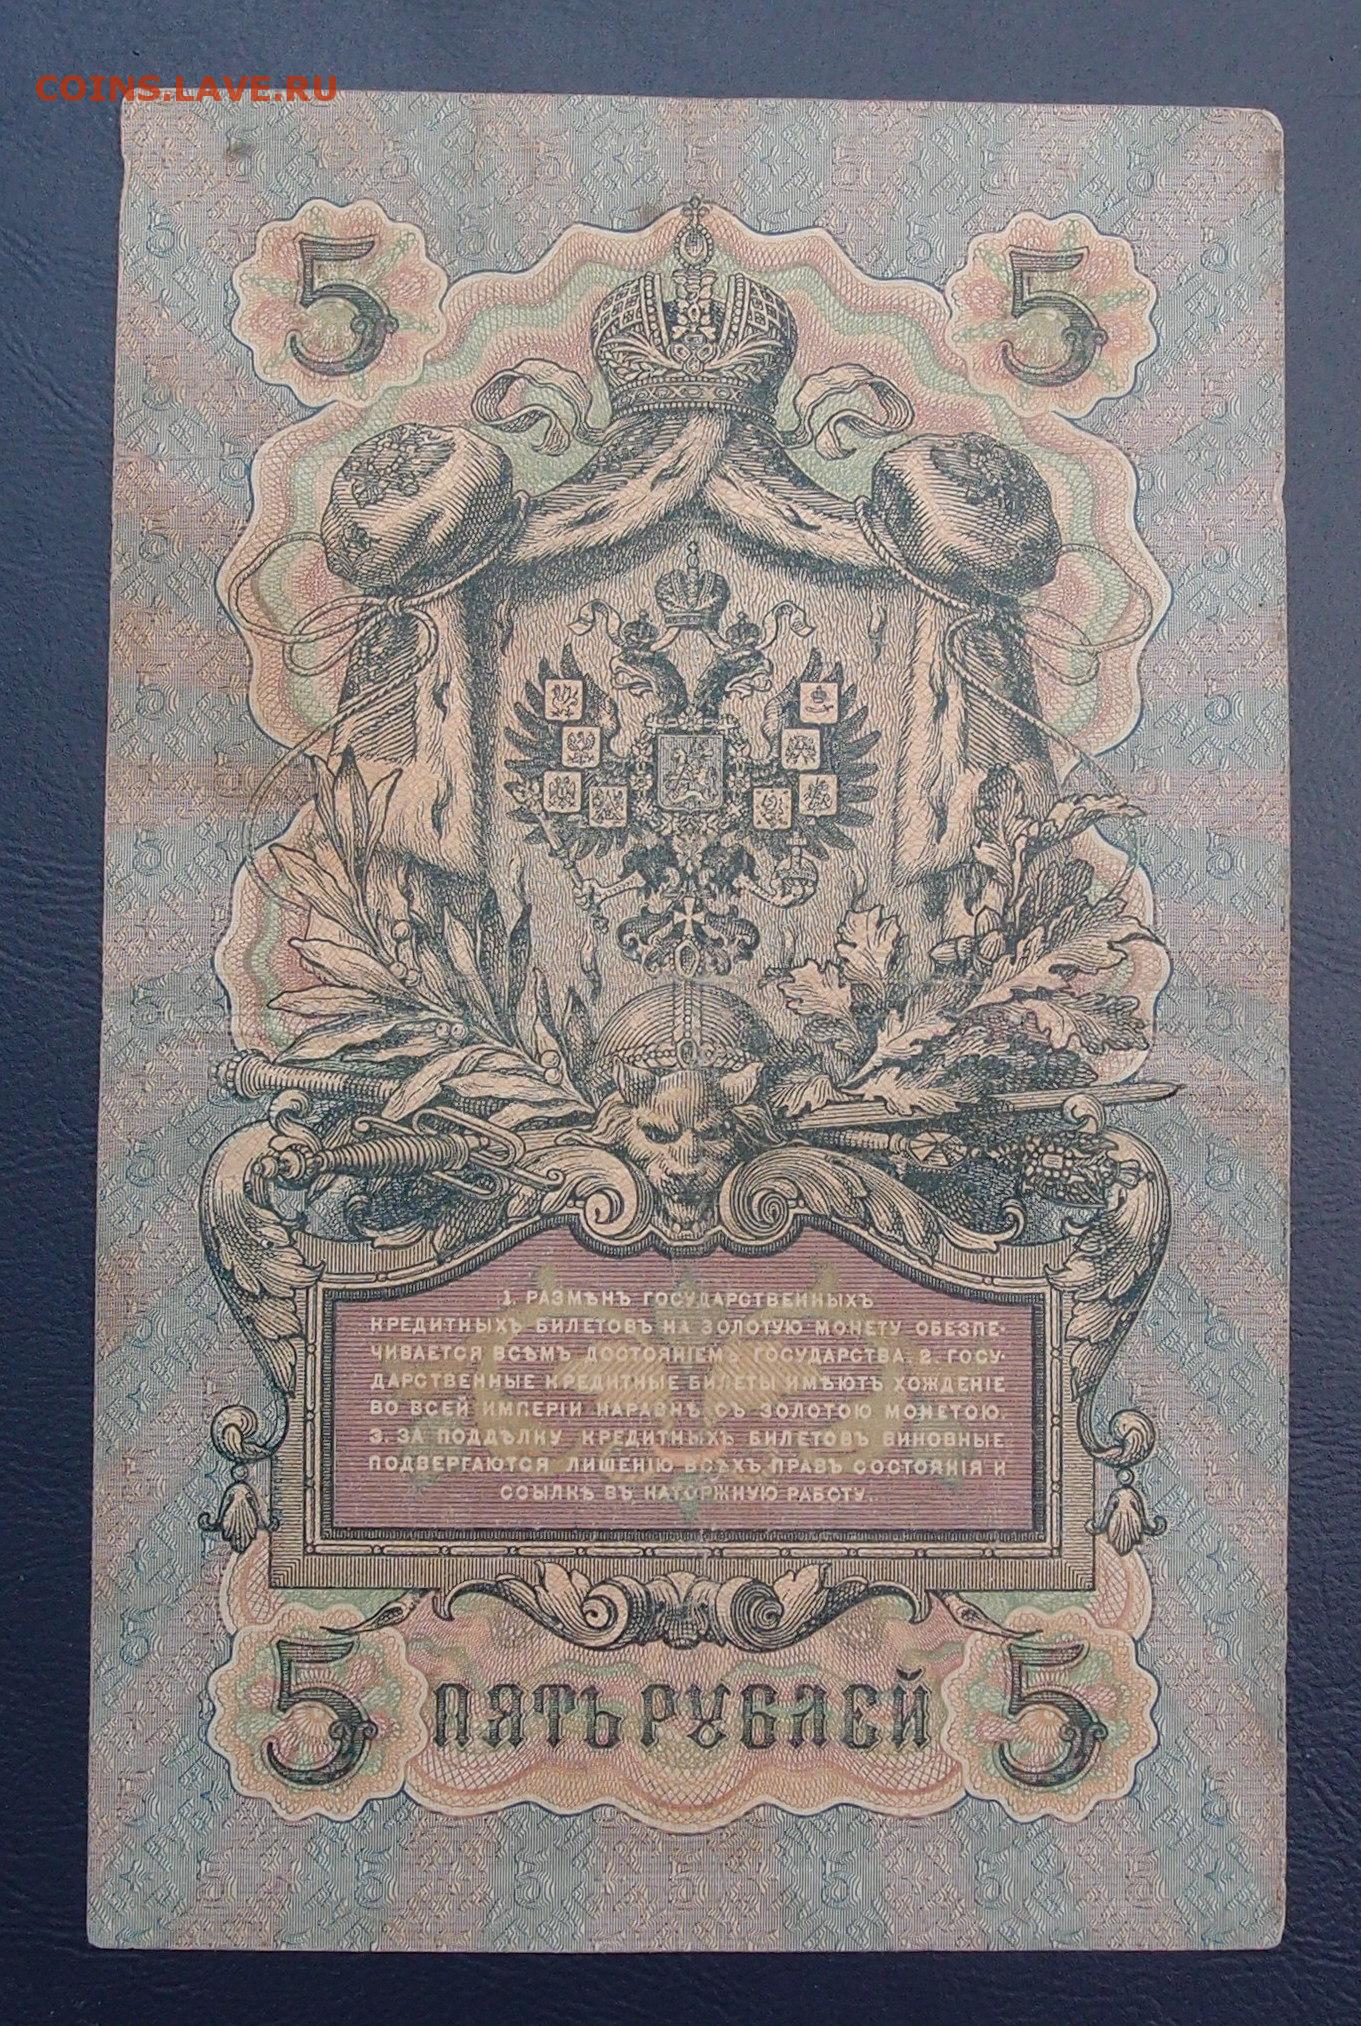 COINS.LAVE.RU
5 5
1. РАЗМѢНЪ ГОСУДАРСТВЕННЫХЪ
КРЕДИТНЫХЪ БИЛЕТОВЪ НА ЗОЛОТУЮ МОНЕТУ ОБЕЗПЕ-
ЧИВАЕТСЯ ВСѢМЪ ДОСТОЯНІЕМЪ ГОСУДАРСТВА. 2. ГОСУ-
ДАРСТВЕННЫЕ КРЕДИТНЫЕ БИЛЕТЫ ИМѢЮТЪ ХОЖДЕНІЕ
ВО ВСЕЙ ИМПЕРІИ НАРАВНѢ СЪ ЗОЛОТОЮ МОНЕТОЮ.
3. ЗА ПОДДѢЛКУ КРЕДИТНЫХЪ БИЛЕТОВЪ ВИНОВНЫЕ
ПОДВЕРГАЮТСЯ ЛИШЕНІЮ ВСѢХЪ ПРАВЪ СОСТОЯНІЯ И
ССЫЛКѢ ВЪ КАТОРЖНУЮ РАБОТУ.
5 ПЯТЬ РУБЛЕЙ 5